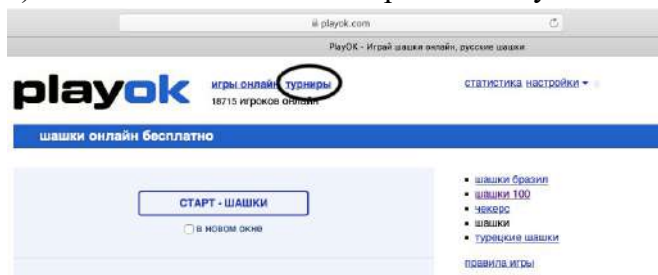 playok.com
PlayOK - Играй шашки онлайн, русские шашки
playok
игры онлайн турниры
статистика настройки
18715 игроков онлайн
шашки онлайн бесплатно
СТАРТ - ШАШКИ
в новом окне
шашки бразил
шашки 100
чекерс
шашки
турецкие шашки
правила игры